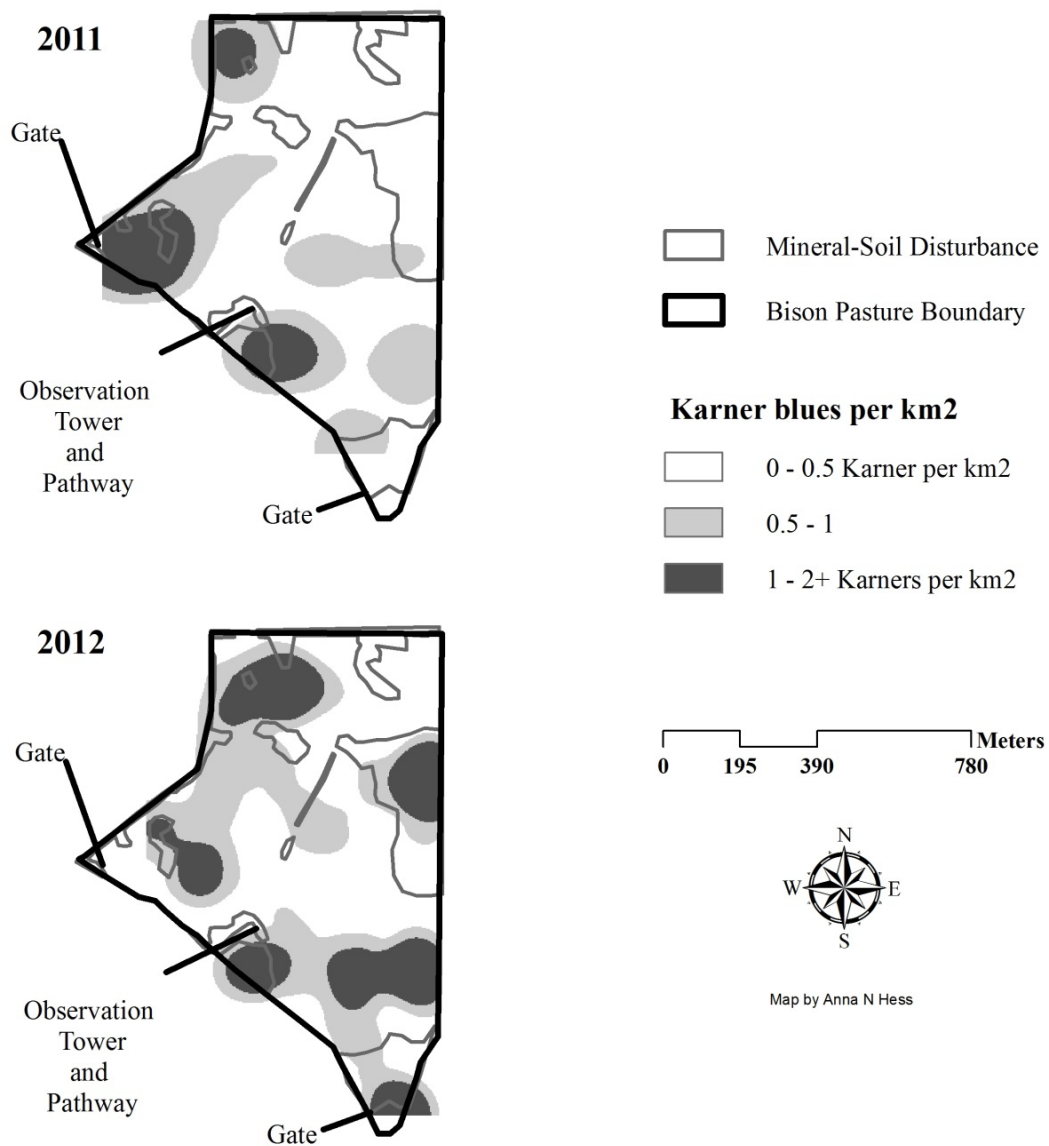 2011
Gate
Observation
Tower
and
Pathway
Gate
2012
Gate
Observation
Tower
and
Pathway
Gate
Mineral-Soil Disturbance
Bison Pasture Boundary
Karner blues per km2
0 - 0.5 Karner per km2
0.5 - 1
1 - 2+ Karners per km2
Meters
0 195 390 780
N
W E
S
Map by Anna N Hess